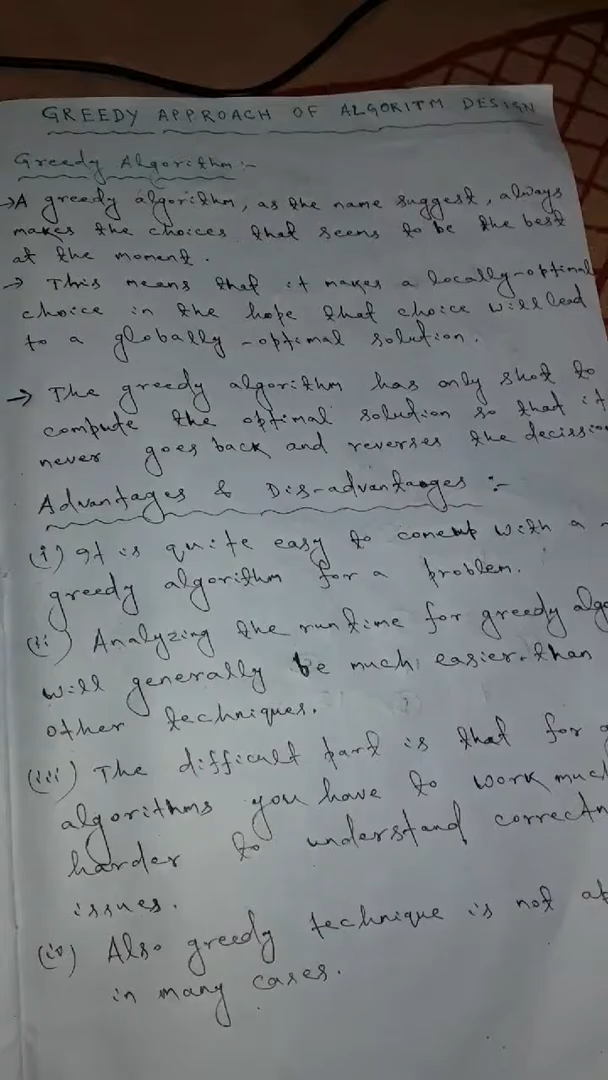 GREEDY APPROACH OF ALGORITM DESIGN
Greedy Algorithm :-
→ A greedy algorithm, as the name suggest, always
makes the choices that seems to be the best
at the moment.
→ This means that it makes a locally-optimal
choice in the hope that choice will lead
to a globally-optimal solution.
→ The greedy algorithm has only shot to
compute the optimal solution so that it
never goes back and reverses the
Advantages & Dis-advantages :-
(i) It is quite easy to come up with a
greedy algorithm for a problem.
(ii) Analyzing the run time for greedy algo
will generally be much easier than
other techniques.
(iii) The difficult part is that for
algorithms you have to work much
harder to understand correctn
issues.
(iv) Also greedy technique is not
in many cases.